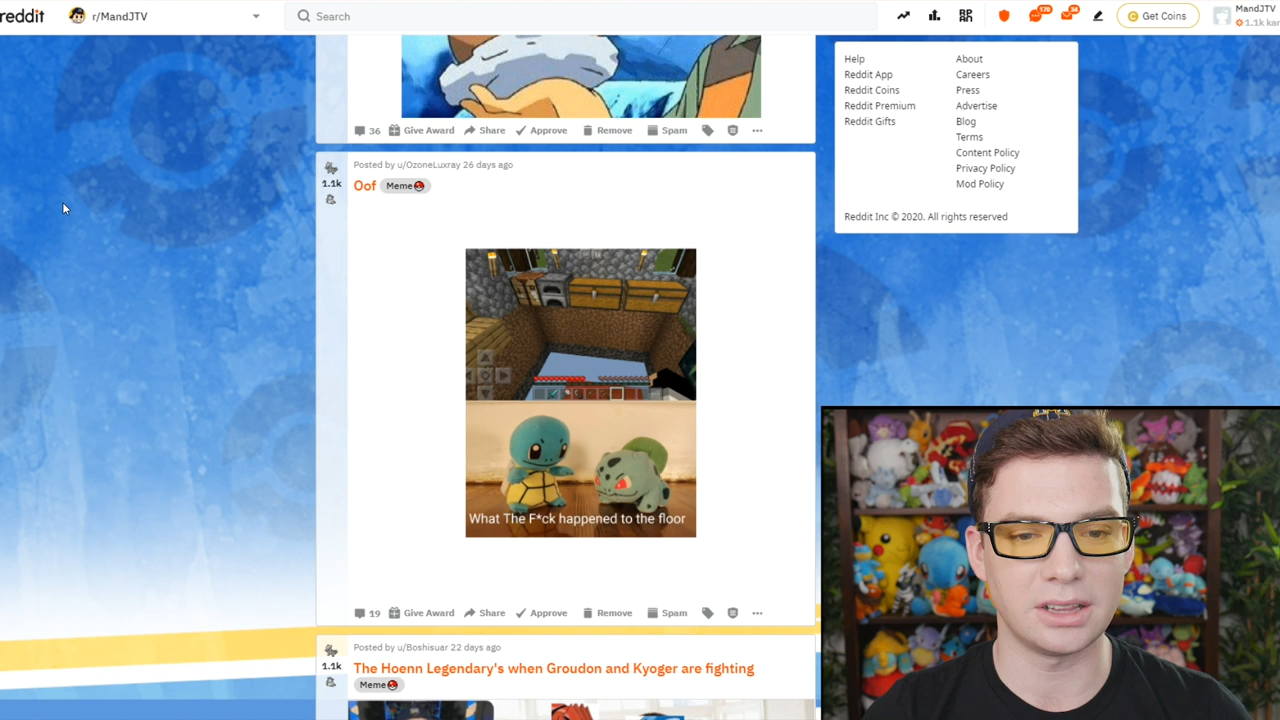 reddit
r/MandJTV
Search
170
34
Get Coins
MandJTV
1.1k kar
36 Give Award Share Approve Remove Spam
Posted by u/OzoneLuxray 26 days ago
1.1k
Oof Meme
What The F*ck happened to the floor
19 Give Award Share Approve Remove Spam
Posted by u/Boshisuar 22 days ago
1.1k
The Hoenn Legendary's when Groudon and Kyoger are fighting
Meme
Help
Reddit App
Reddit Coins
Reddit Premium
Reddit Gifts
About
Careers
Press
Advertise
Blog
Terms
Content Policy
Privacy Policy
Mod Policy
Reddit Inc © 2020. All rights reserved